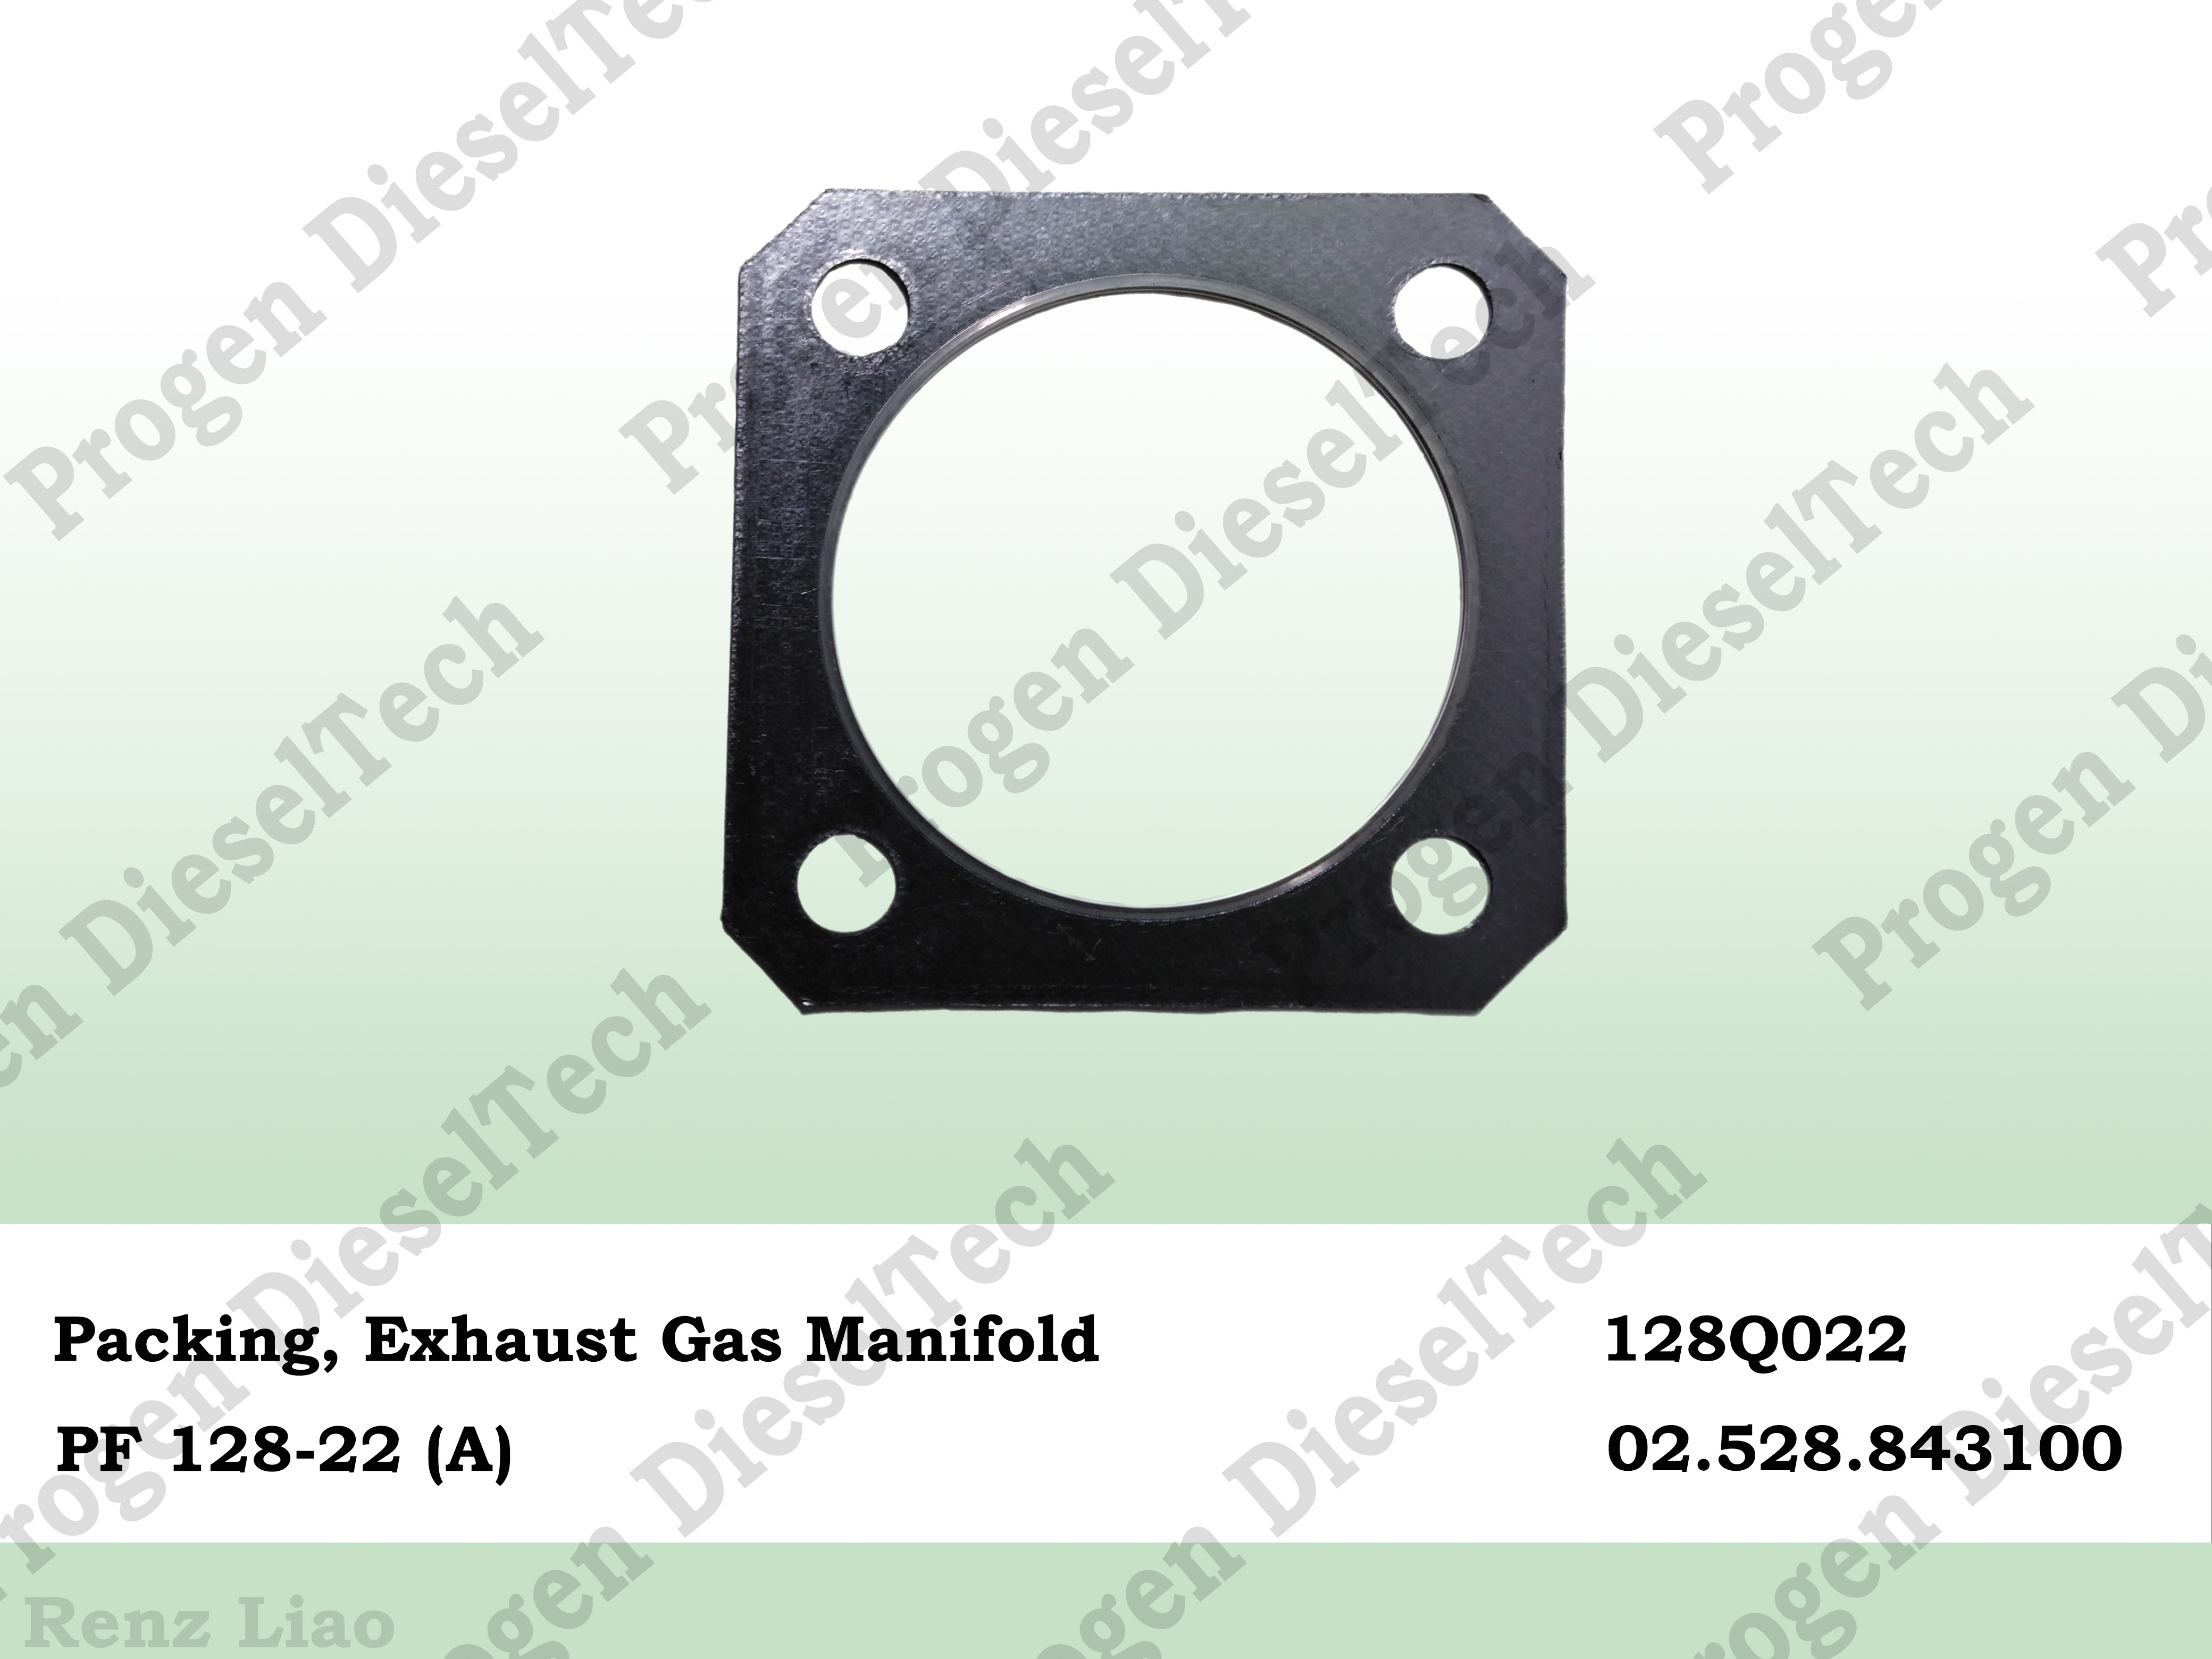 Progen DieselTech
Packing, Exhaust Gas Manifold
128Q022
PF 128-22 (A)
02.528.843100
Renz Liao